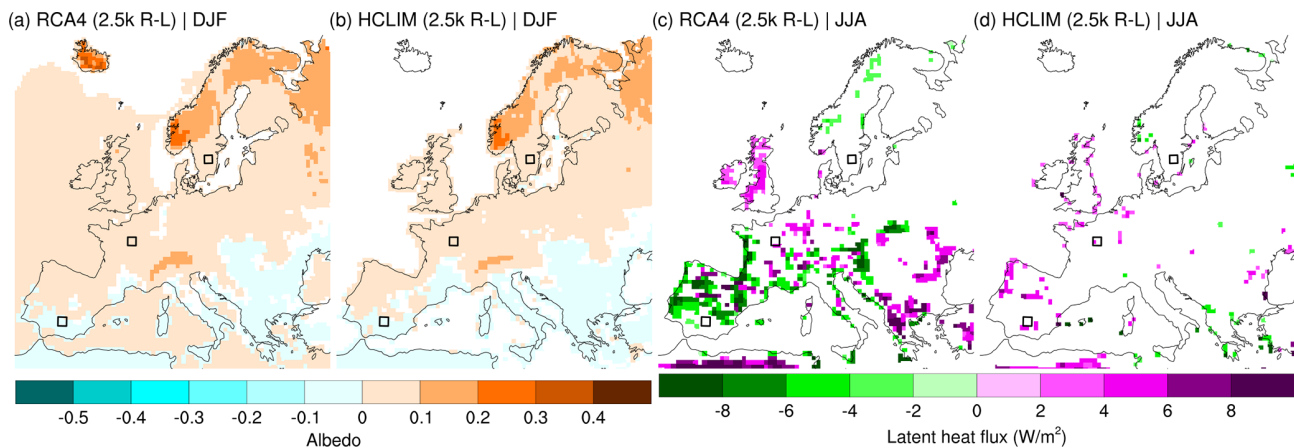 (a) RCA4 (2.5k R-L) | DJF
(b) HCLIM (2.5k R-L) | DJF
(c) RCA4 (2.5k R-L) | JJA
(d) HCLIM (2.5k R-L) | JJA
-0.5 -0.4 -0.3 -0.2 -0.1 0 0.1 0.2 0.3 0.4
Albedo
-8 -6 -4 -2 0 2 4 6 8
Latent heat flux (W/m²)